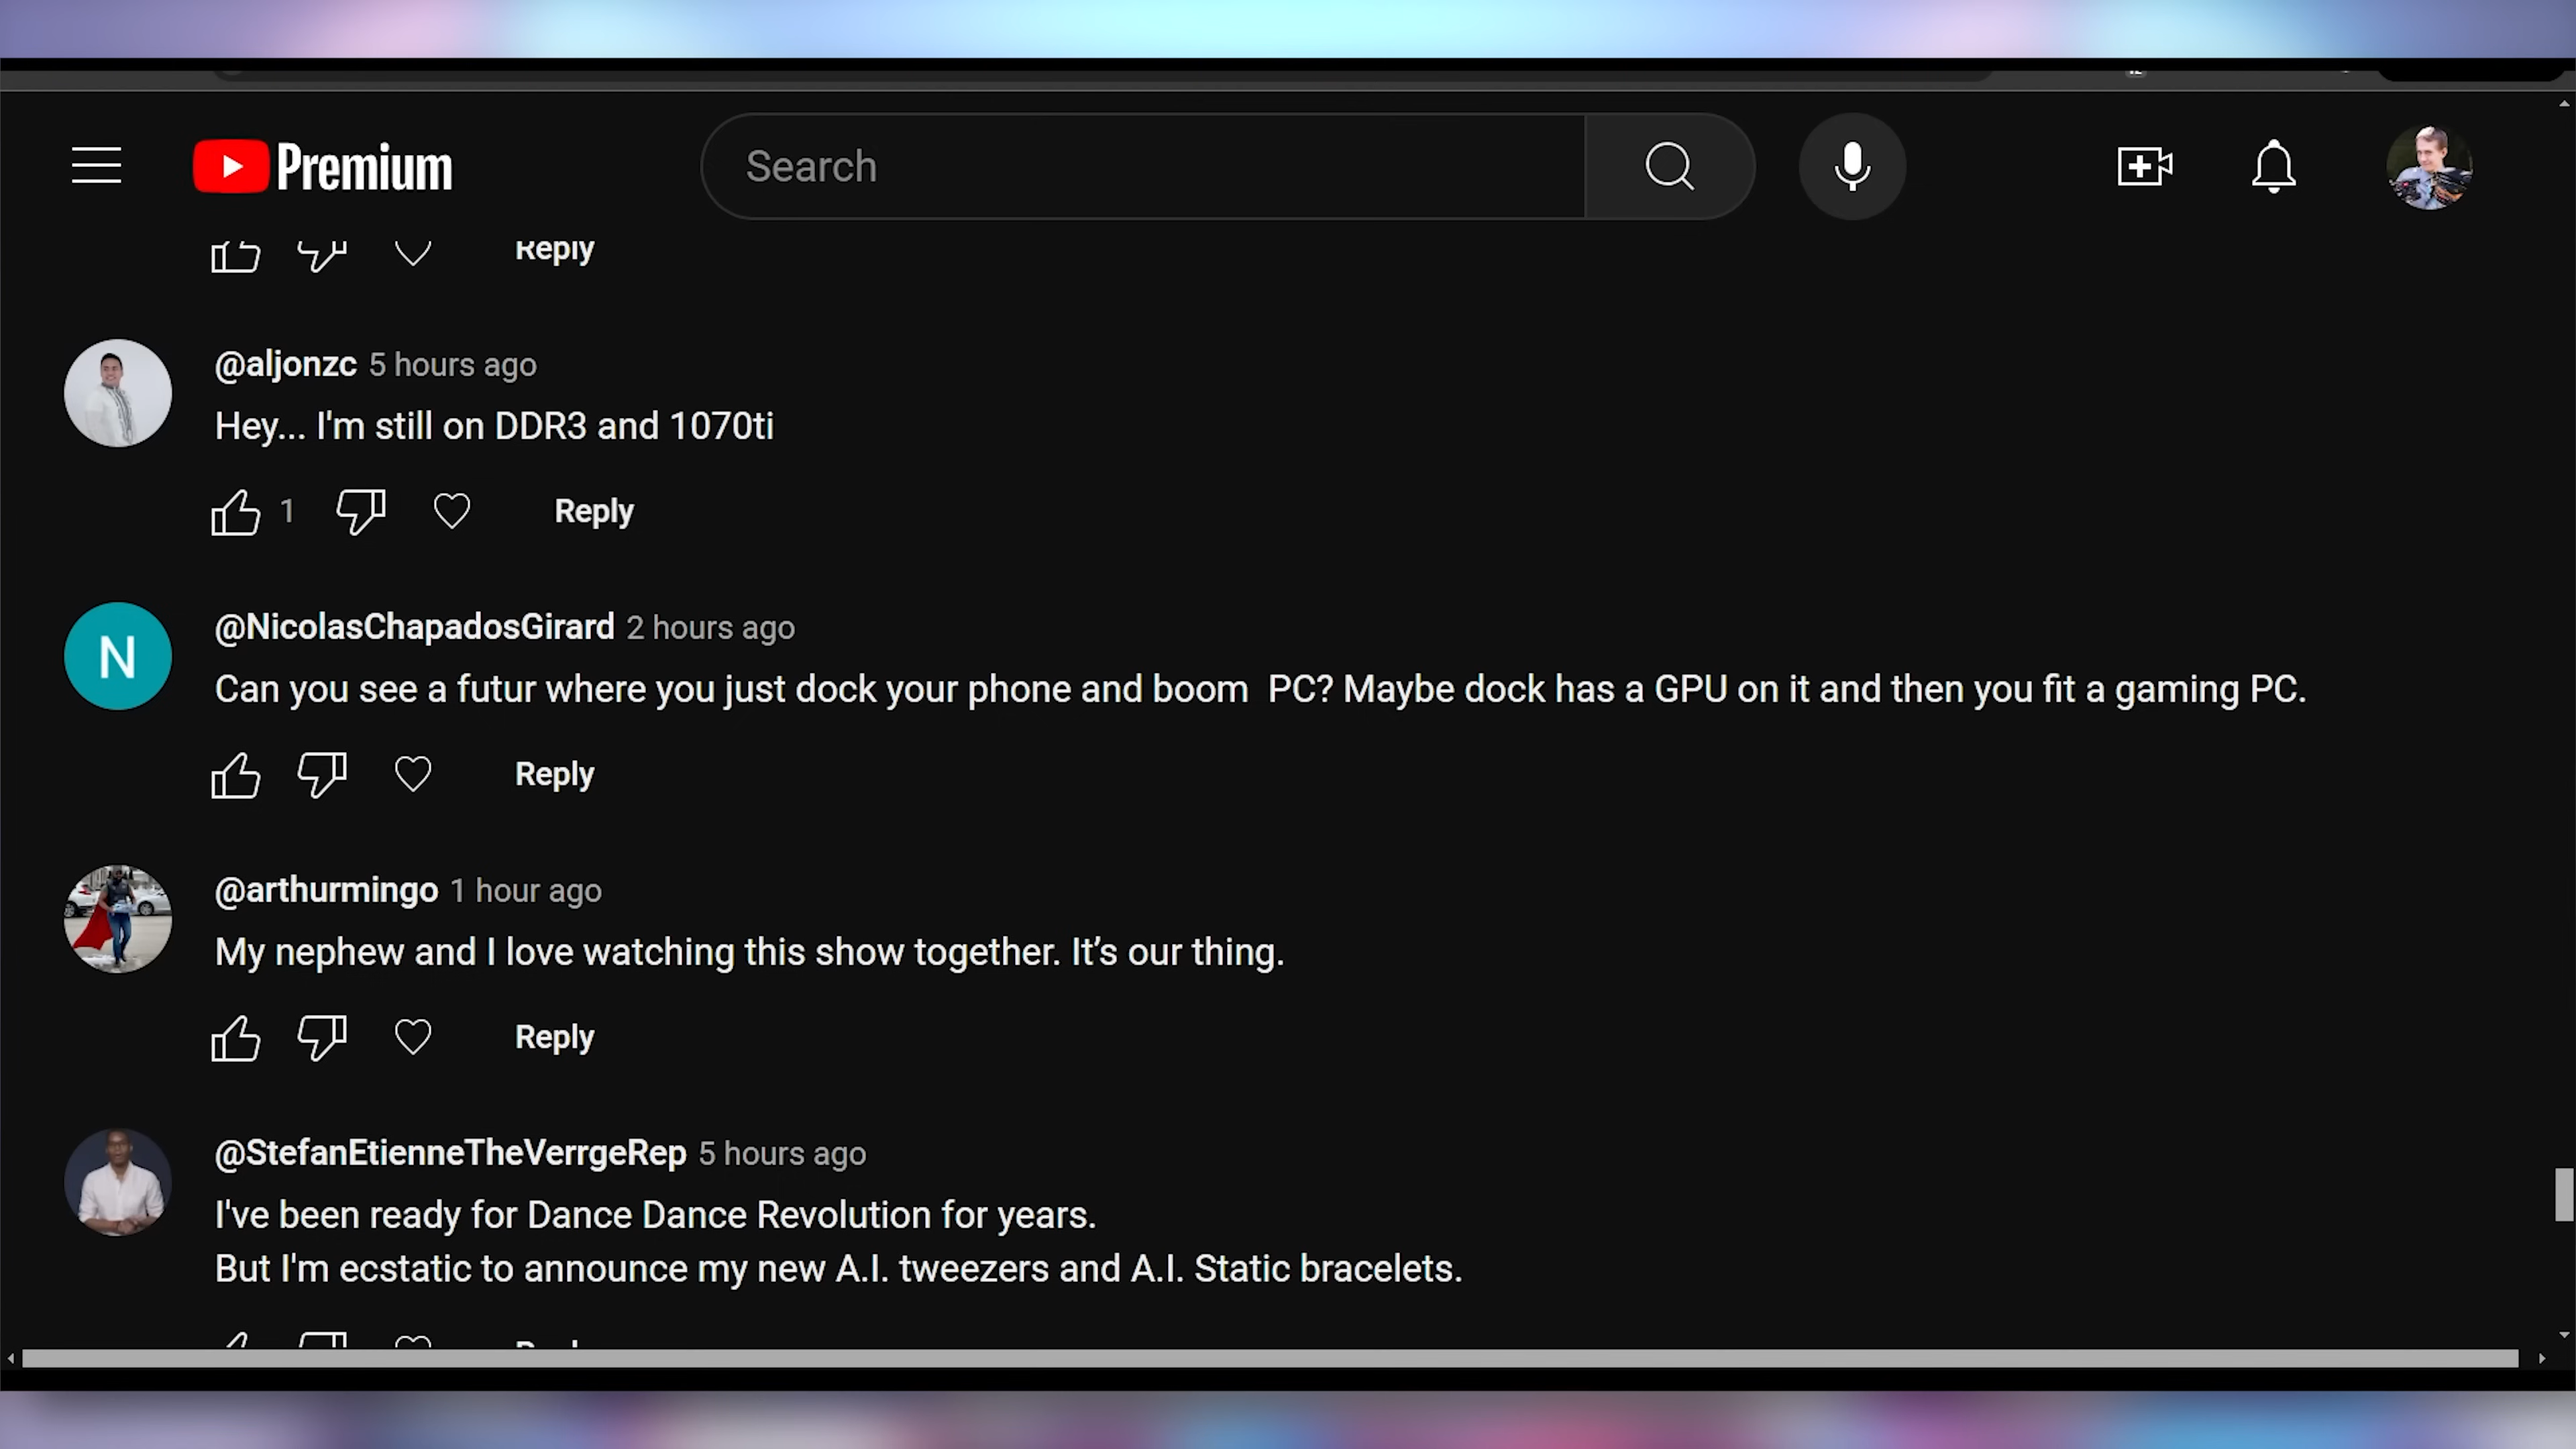 Premium
Search
Reply
@aljonzc 5 hours ago
Hey... I'm still on DDR3 and 1070ti
1
Reply
N
@NicolasChapadosGirard 2 hours ago
Can you see a futur where you just dock your phone and boom  PC? Maybe dock has a GPU on it and then you fit a gaming PC.
Reply
@arthurmingo 1 hour ago
My nephew and I love watching this show together. It’s our thing.
Reply
@StefanEtienneTheVerrgeRep 5 hours ago
I've been ready for Dance Dance Revolution for years.
But I'm ecstatic to announce my new A.I. tweezers and A.I. Static bracelets.